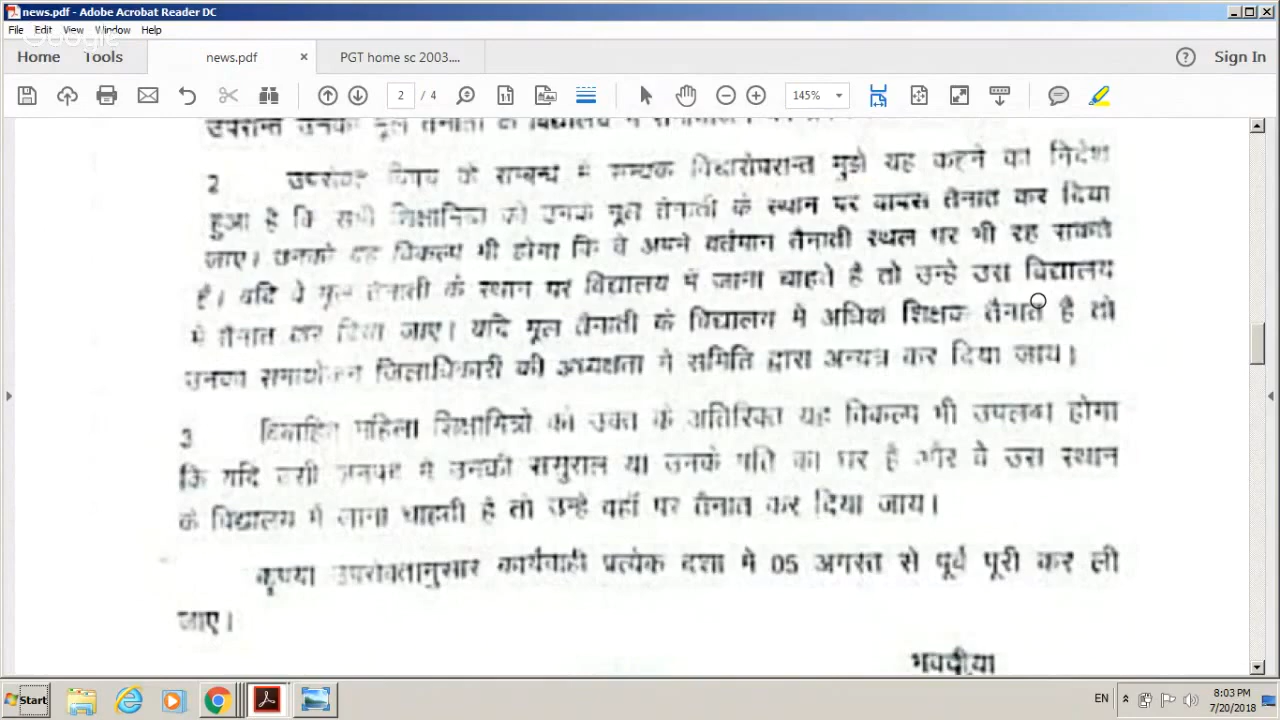 news.pdf - Adobe Acrobat Reader DC
File Edit View Window Help
Google
Home Tools news.pdf × PGT home sc 2003.... Sign In
2 / 4 145%
उपरान्त उनके मूल तैनाती के विद्यालय में
2 उपरोक्त विषय के सम्बन्ध में सम्यक विचारोपरान्त मुझे यह कहने का निदेश
हुआ है कि सभी शिक्षामित्रों को उनके मूल तैनाती के स्थान पर वापस तैनात कर दिया
जाए। उनको यह विकल्प भी होगा कि वे अपने वर्तमान तैनाती स्थल पर भी रह सकते
है। यदि वे मूल तैनाती के स्थान पर विद्यालय में जाना चाहते है तो उन्हे उस विद्यालय
मे तैनात कर दिया जाए। यदि मूल तैनाती के विद्यालय मे अधिक शिक्षक तैनात है तो
उनका समायोजन जिलाधिकारी की अध्यक्षता मे समिति द्वारा अन्यत्र कर दिया जाय।
3 विवाहित महिला शिक्षामित्रो को उक्त के अतिरिक्त यह विकल्प भी उपलब्ध होगा
कि यदि उसी जनपद मे उनकी ससुराल या उनके पति का घर है और वे उस स्थान
के विद्यालय मे जाना चाहती है तो उन्हे वहाँ पर तैनात कर दिया जाय।
कृपया उपरोक्तानुसार कार्यवाही प्रत्येक दशा मे 05 अगस्त से पूर्व पूरी कर ली
जाए।
भवदीया
Start EN 8:03 PM
7/20/2018